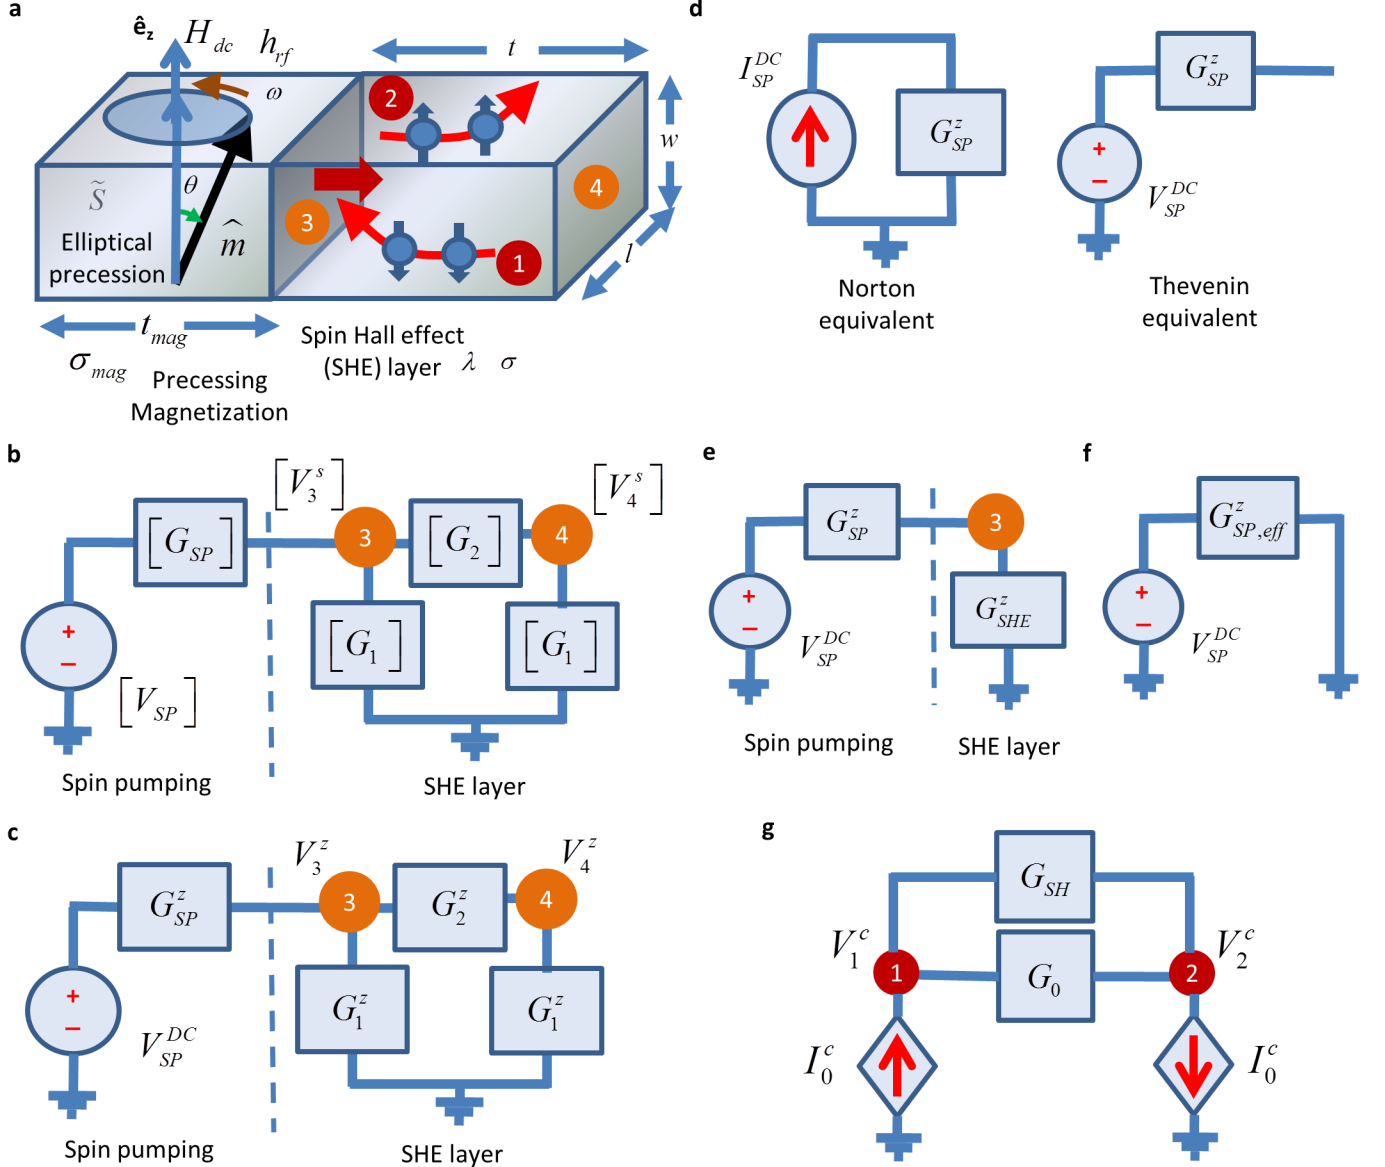 a
ê_z
H_dc
h_rf
ω
t
2
w
S̃
θ
m̂
3
4
Elliptical
precession
1
l
t_mag
σ_mag
Spin Hall effect
(SHE) layer λ σ
Precessing
Magnetization
d
I_SP^DC
G_SP^z
Norton
equivalent
G_SP^z
+
−
V_SP^DC
Thevenin
equivalent
b
[V_3^s]
[V_4^s]
[G_SP]
3
[G_2]
4
+
−
[G_1]
[G_1]
[V_SP]
Spin pumping
SHE layer
c
V_3^z
V_4^z
G_SP^z
3
G_2^z
4
+
−
V_SP^DC
G_1^z
G_1^z
Spin pumping
SHE layer
e
G_SP^z
3
+
−
V_SP^DC
G_SHE^z
Spin pumping
SHE layer
f
G_SP,eff^z
+
−
V_SP^DC
g
G_SH
V_1^c
V_2^c
1
G_0
2
I_0^c
I_0^c